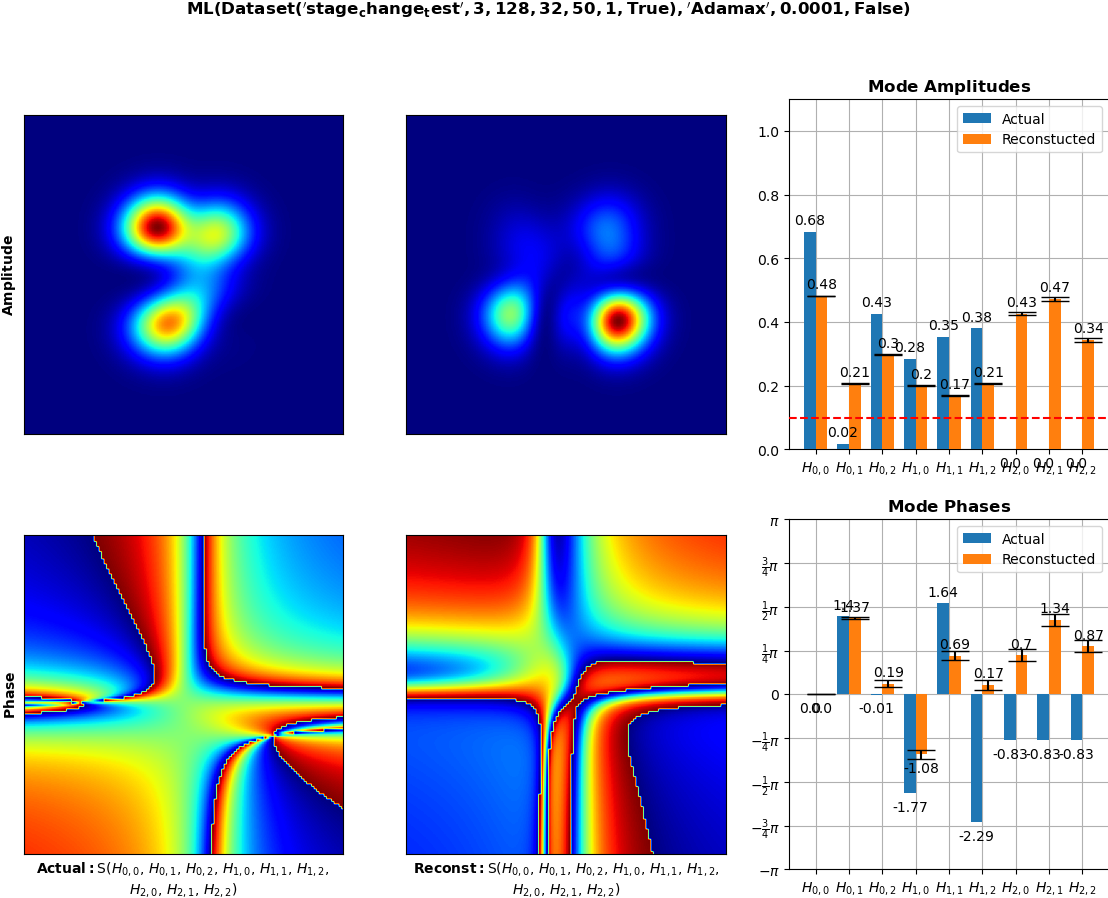 ML(Dataset('stage_change_test', 3, 128, 32, 50, 1, True), 'Adamax', 0.0001, False)
Amplitude
Mode Amplitudes
Actual
Reconstucted
1.0
0.8
0.6
0.4
0.2
0.0
0.68
0.48
0.02
0.21
0.43
0.3
0.28
0.2
0.35
0.17
0.38
0.21
0.0
0.43
0.0
0.47
0.0
0.34
H0,0 H0,1 H0,2 H1,0 H1,1 H1,2 H2,0 H2,1 H2,2
Phase
Actual: S(H0,0, H0,1, H0,2, H1,0, H1,1, H1,2,
H2,0, H2,1, H2,2)
Reconst: S(H0,0, H0,1, H0,2, H1,0, H1,1, H1,2,
H2,0, H2,1, H2,2)
Mode Phases
Actual
Reconstucted
π
3/4π
1/2π
1/4π
0
−1/4π
−1/2π
−3/4π
−π
0.0
0.0
1.4
1.37
-0.01
0.19
-1.77
-1.08
1.64
0.69
-2.29
0.17
-0.83
0.7
-0.83
1.34
-0.83
0.87
H0,0 H0,1 H0,2 H1,0 H1,1 H1,2 H2,0 H2,1 H2,2